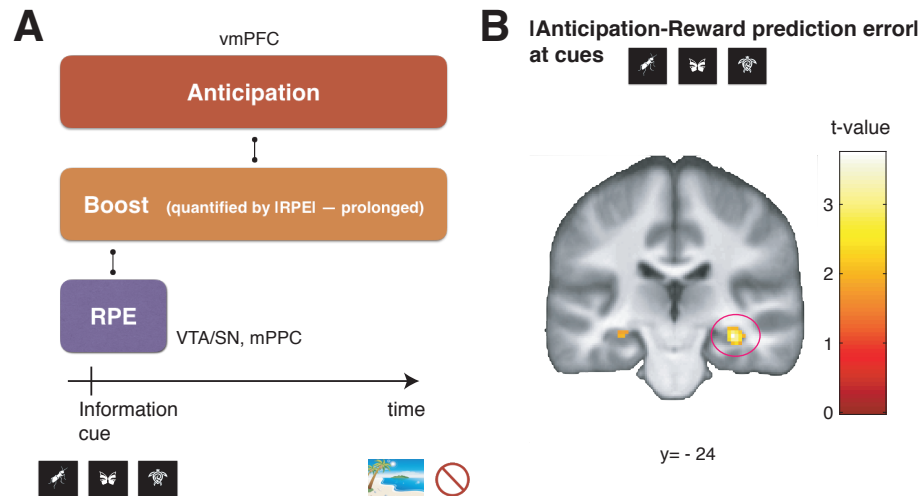 A
vmPFC
Anticipation
Boost (quantified by |RPE| — prolonged)
RPE
VTA/SN, mPPC
Information
cue
time
B
|Anticipation-Reward prediction error|
at cues
t-value
3
2
1
0
y= - 24